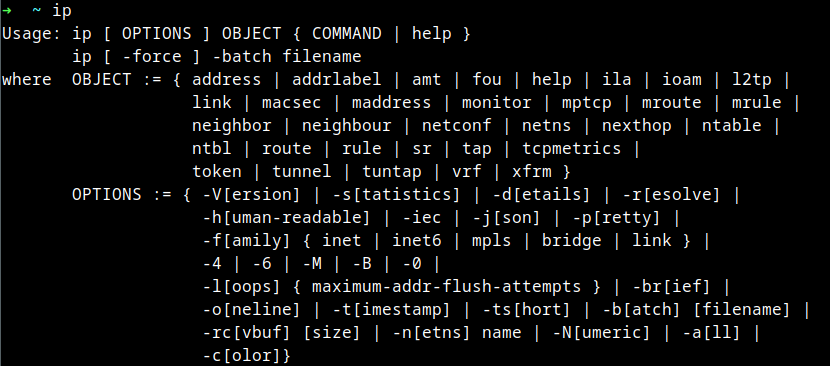 ➜  ~ ip
Usage: ip [ OPTIONS ] OBJECT { COMMAND | help }
       ip [ -force ] -batch filename
where  OBJECT := { address | addrlabel | amt | fou | help | ila | ioam | l2tp |
                   link | macsec | maddress | monitor | mptcp | mroute | mrule |
                   neighbor | neighbour | netconf | netns | nexthop | ntable |
                   ntbl | route | rule | sr | tap | tcpmetrics |
                   token | tunnel | tuntap | vrf | xfrm }
       OPTIONS := { -V[ersion] | -s[tatistics] | -d[etails] | -r[esolve] |
                    -h[uman-readable] | -iec | -j[son] | -p[retty] |
                    -f[amily] { inet | inet6 | mpls | bridge | link } |
                    -4 | -6 | -M | -B | -0 |
                    -l[oops] { maximum-addr-flush-attempts } | -br[ief] |
                    -o[neline] | -t[imestamp] | -ts[hort] | -b[atch] [filename] |
                    -rc[vbuf] [size] | -n[etns] name | -N[umeric] | -a[ll] |
                    -c[olor]}